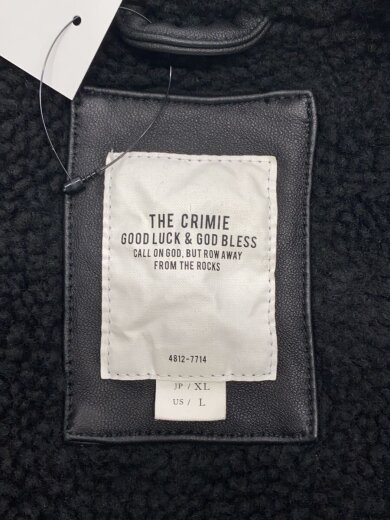 THE CRIMIE
GOOD LUCK & GOD BLESS
CALL ON GOD, BUT ROW AWAY
FROM THE ROCKS
4812-7714
JP / XL
US / L